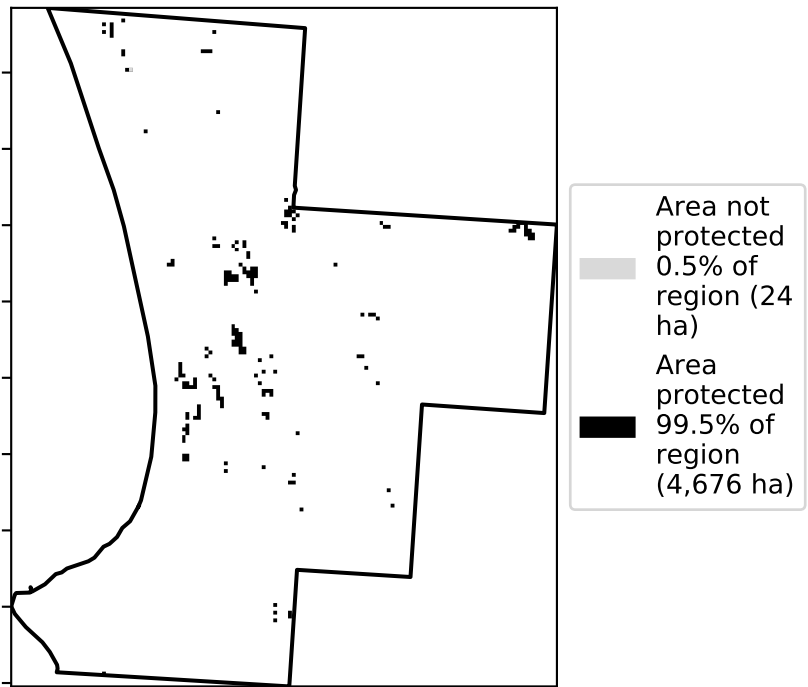 Area not
protected
0.5% of
region (24
ha)
Area
protected
99.5% of
region
(4,676 ha)